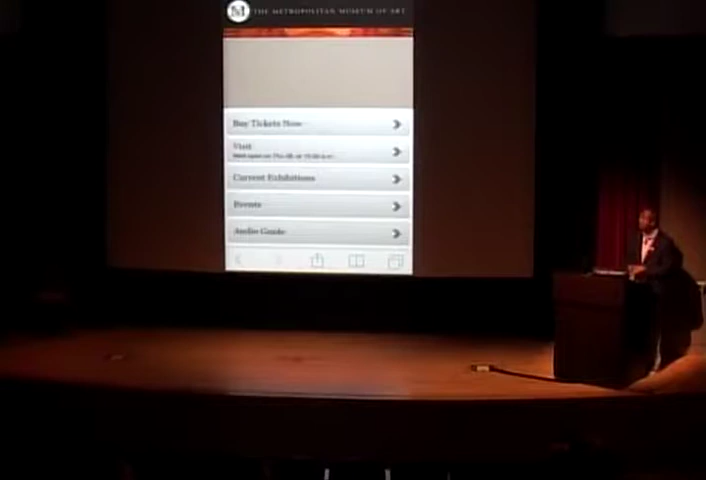 M THE METROPOLITAN MUSEUM OF ART
Buy Tickets Now
Visit
Current Exhibitions
Events
Audio Guide